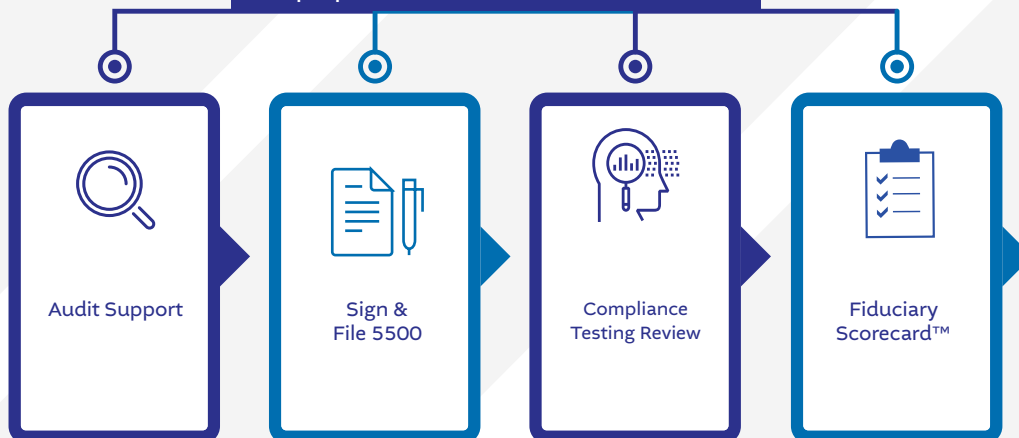 Audit Support
Sign &
File 5500
Compliance
Testing Review
Fiduciary
Scorecard™